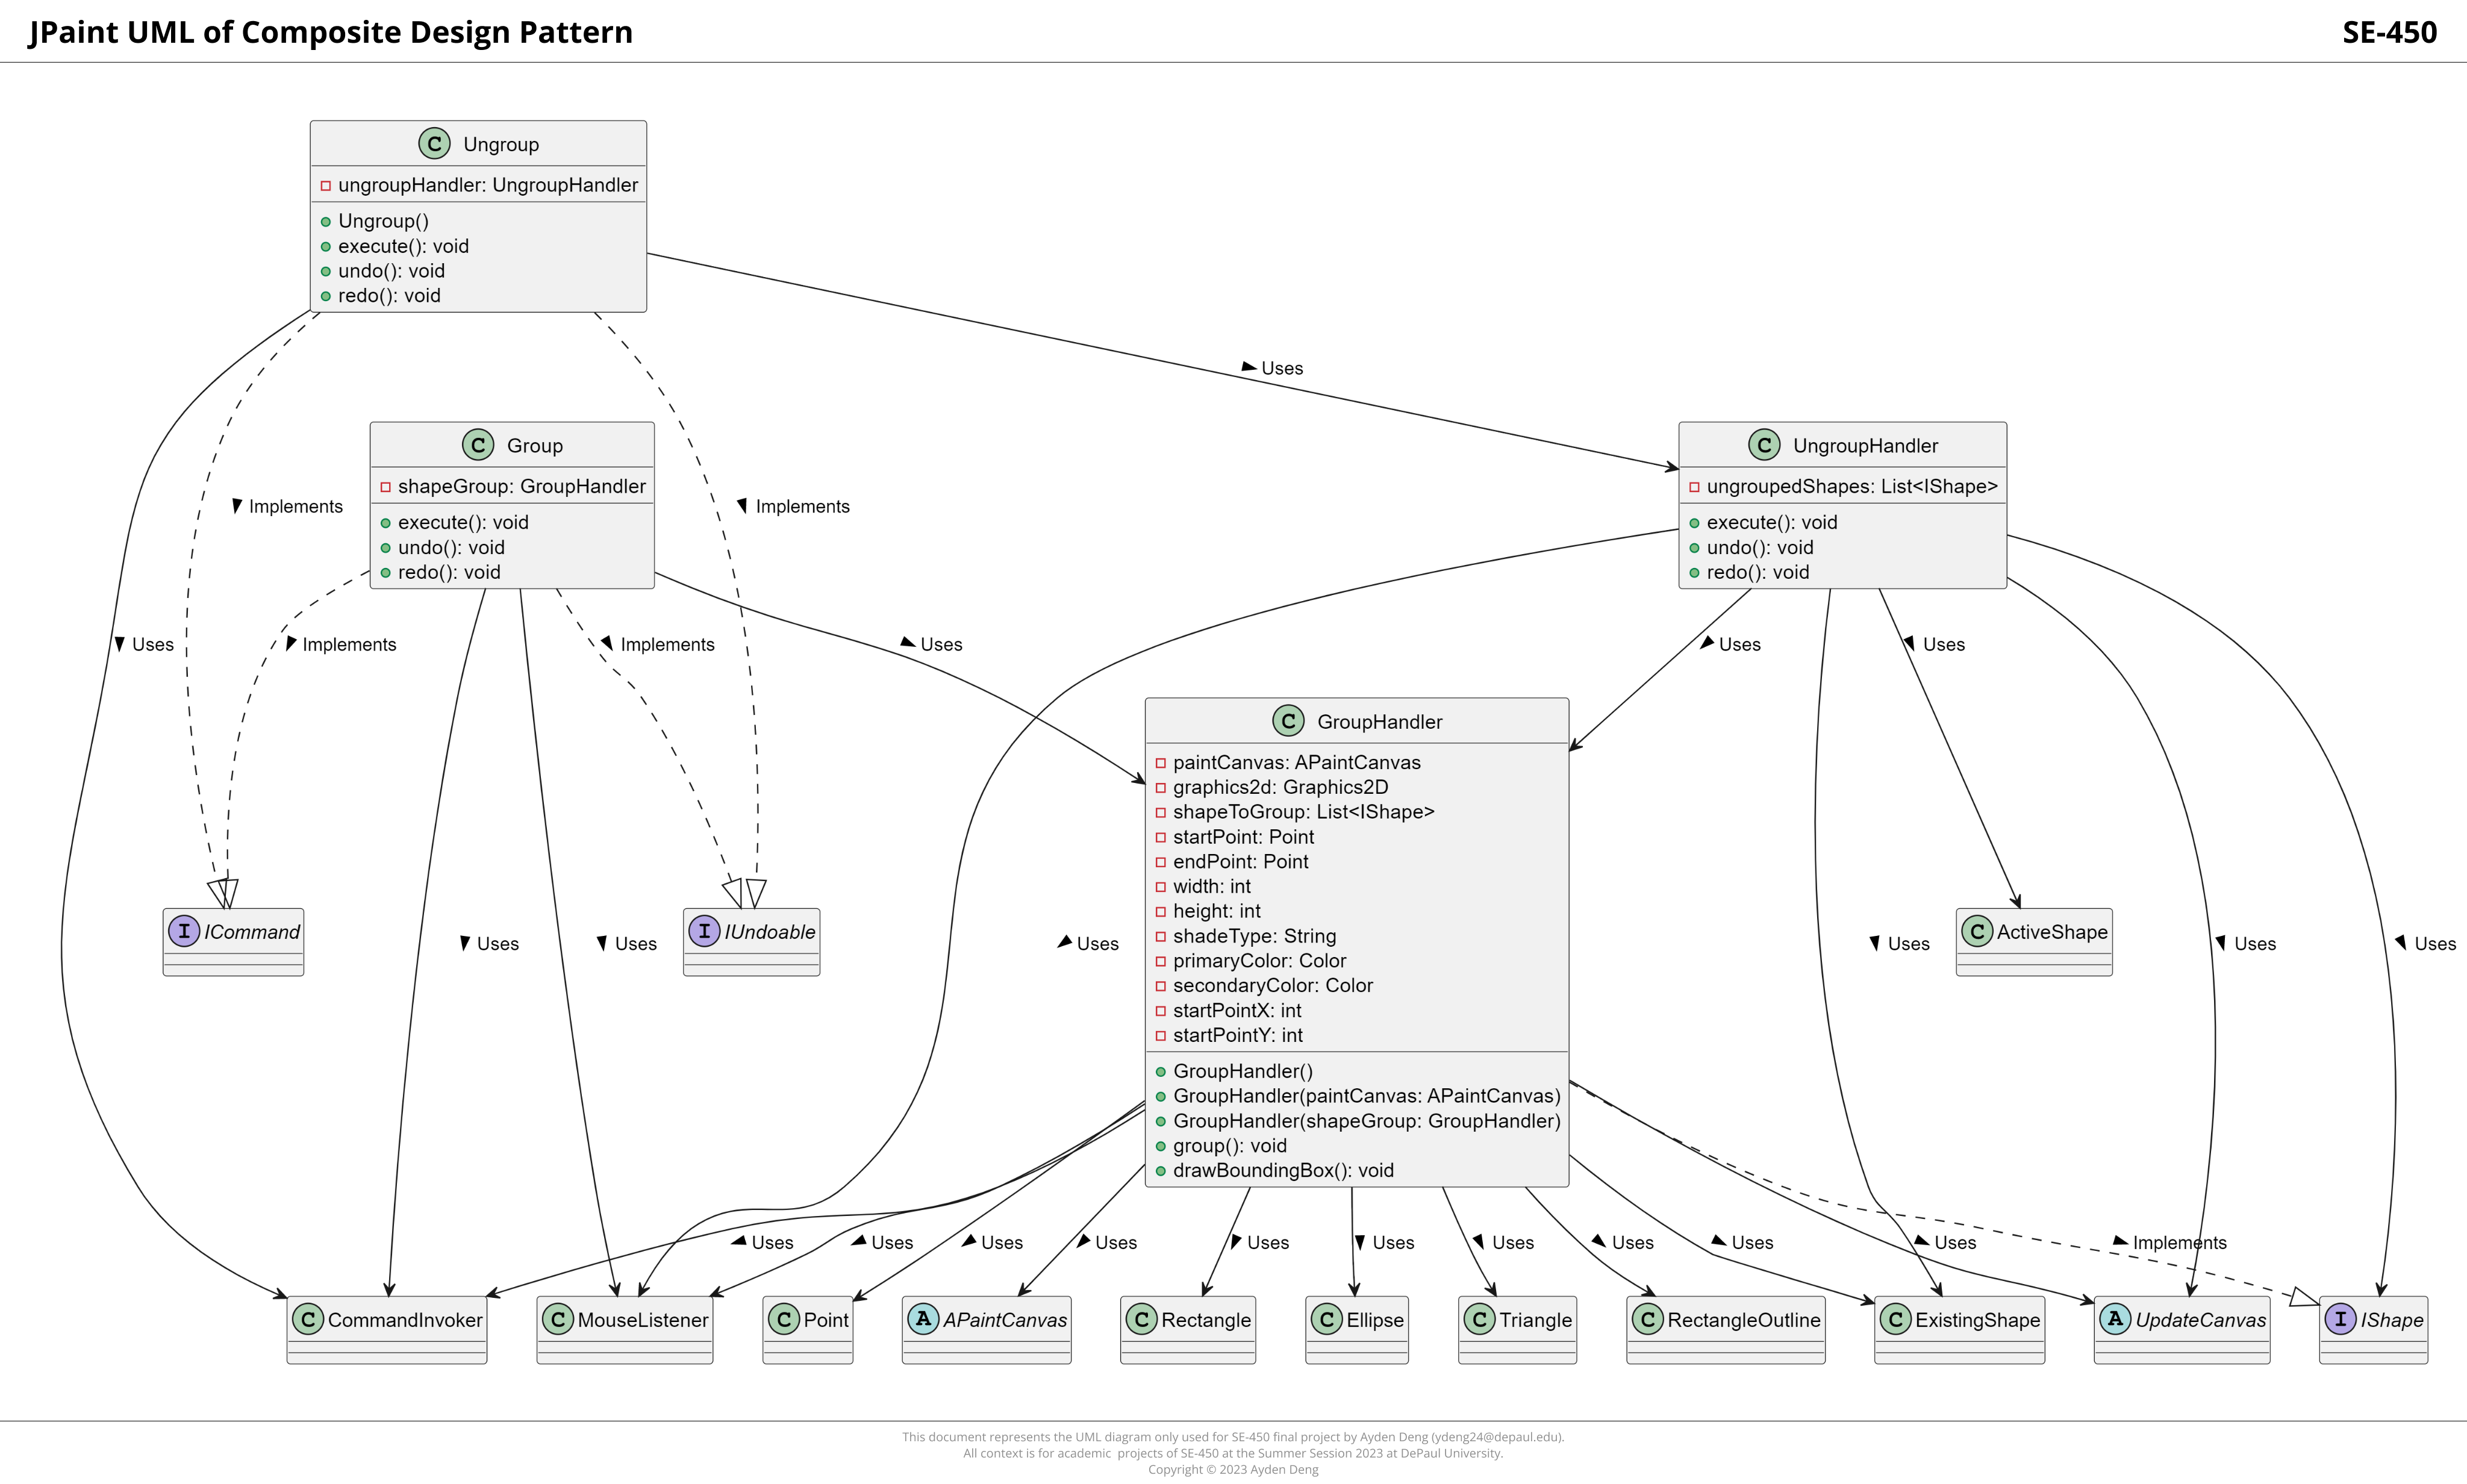 JPaint UML of Composite Design Pattern
SE-450
C Ungroup
ungroupHandler: UngroupHandler
Ungroup()
execute(): void
undo(): void
redo(): void
Uses
C Group
shapeGroup: GroupHandler
execute(): void
undo(): void
redo(): void
C UngroupHandler
ungroupedShapes: List<IShape>
execute(): void
undo(): void
redo(): void
Implements
Implements
Uses
Implements
Implements
Uses
Uses
Uses
C GroupHandler
paintCanvas: APaintCanvas
graphics2d: Graphics2D
shapeToGroup: List<IShape>
startPoint: Point
endPoint: Point
width: int
height: int
shadeType: String
primaryColor: Color
secondaryColor: Color
startPointX: int
startPointY: int
GroupHandler()
GroupHandler(paintCanvas: APaintCanvas)
GroupHandler(shapeGroup: GroupHandler)
group(): void
drawBoundingBox(): void
I ICommand
Uses
Uses
I IUndoable
Uses
Uses
C ActiveShape
Uses
Uses
Uses
Uses
Uses
Uses
Uses
Uses
Uses
Uses
Uses
Uses
Implements
C CommandInvoker
C MouseListener
C Point
A APaintCanvas
C Rectangle
C Ellipse
C Triangle
C RectangleOutline
C ExistingShape
A UpdateCanvas
I IShape
This document represents the UML diagram only used for SE-450 final project by Ayden Deng (ydeng24@depaul.edu).
All context is for academic  projects of SE-450 at the Summer Session 2023 at DePaul University.
Copyright © 2023 Ayden Deng